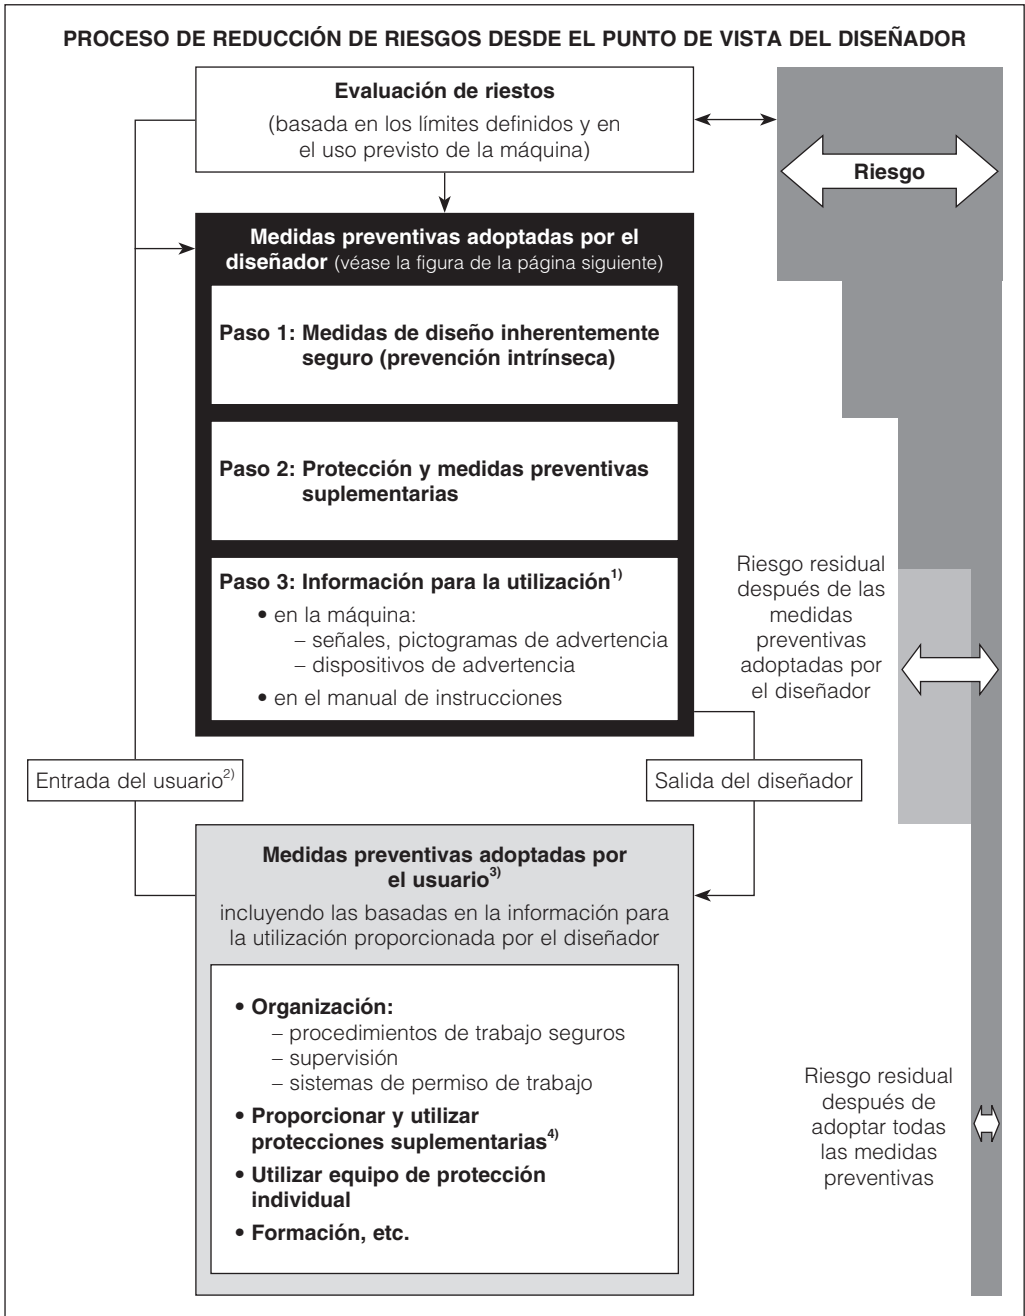 PROCESO DE REDUCCIÓN DE RIESGOS DESDE EL PUNTO DE VISTA DEL DISEÑADOR
Evaluación de riestos
(basada en los límites definidos y en
el uso previsto de la máquina)
Riesgo
Medidas preventivas adoptadas por el
diseñador (véase la figura de la página siguiente)
Paso 1: Medidas de diseño inherentemente
seguro (prevención intrínseca)
Paso 2: Protección y medidas preventivas
suplementarias
Paso 3: Información para la utilización1)
• en la máquina:
– señales, pictogramas de advertencia
– dispositivos de advertencia
• en el manual de instrucciones
Riesgo residual
después de las
medidas
preventivas
adoptadas por
el diseñador
Entrada del usuario2)
Salida del diseñador
Medidas preventivas adoptadas por
el usuario3)
incluyendo las basadas en la información para
la utilización proporcionada por el diseñador
• Organización:
– procedimientos de trabajo seguros
– supervisión
– sistemas de permiso de trabajo
• Proporcionar y utilizar
protecciones suplementarias4)
• Utilizar equipo de protección
individual
• Formación, etc.
Riesgo residual
después de
adoptar todas
las medidas
preventivas